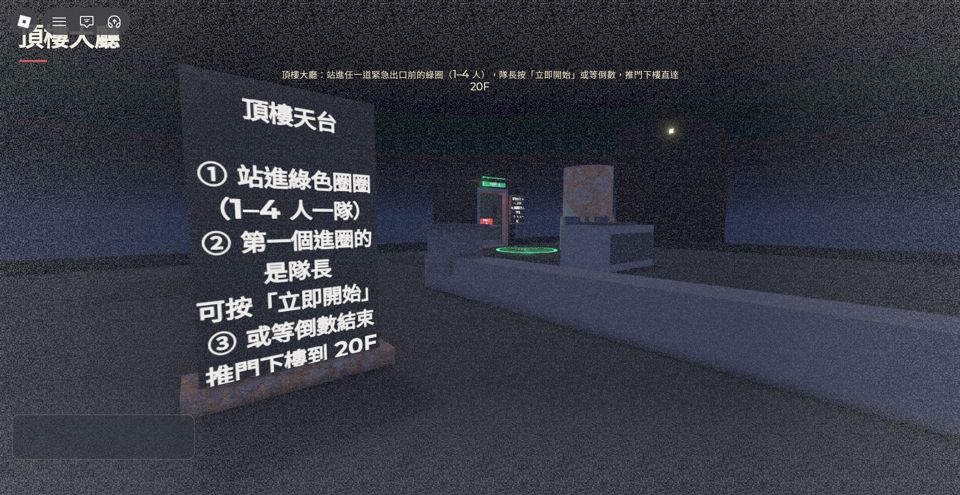 頂樓大廳
頂樓大廳：站進任一道緊急出口前的綠圈（1–4 人），隊長按「立即開始」或等倒數，推門下樓直達
20F
頂樓天台
① 站進綠色圈圈
（1–4 人一隊）
② 第一個進圈的
是隊長
可按「立即開始」
③ 或等倒數結束
推門下樓到 20F